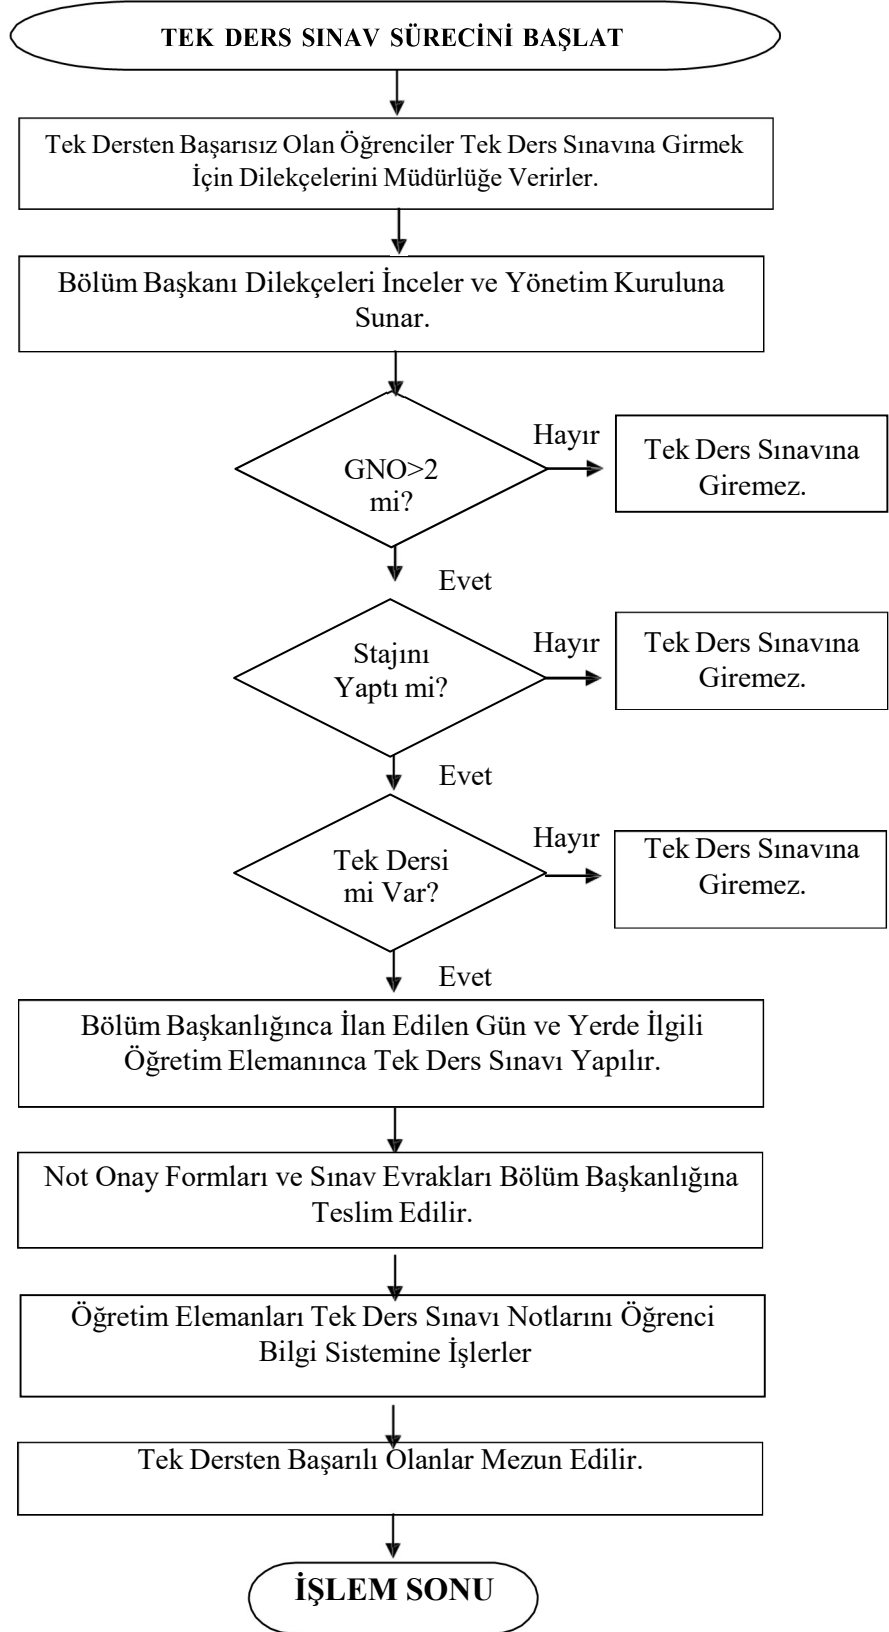 TEK DERS SINAV SÜRECİNİ BAŞLAT
Tek Dersten Başarısız Olan Öğrenciler Tek Ders Sınavına Girmek
İçin Dilekçelerini Müdürlüğe Verirler.
Bölüm Başkanı Dilekçeleri İnceler ve Yönetim Kuruluna
Sunar.
GNO>2
mi?
Hayır
Tek Ders Sınavına
Giremez.
Evet
Stajını
Yaptı mi?
Hayır
Tek Ders Sınavına
Giremez.
Evet
Tek Dersi
mi Var?
Hayır
Tek Ders Sınavına
Giremez.
Evet
Bölüm Başkanlığınca İlan Edilen Gün ve Yerde İlgili
Öğretim Elemanınca Tek Ders Sınavı Yapılır.
Not Onay Formları ve Sınav Evrakları Bölüm Başkanlığına
Teslim Edilir.
Öğretim Elemanları Tek Ders Sınavı Notlarını Öğrenci
Bilgi Sistemine İşlerler
Tek Dersten Başarılı Olanlar Mezun Edilir.
İŞLEM SONU